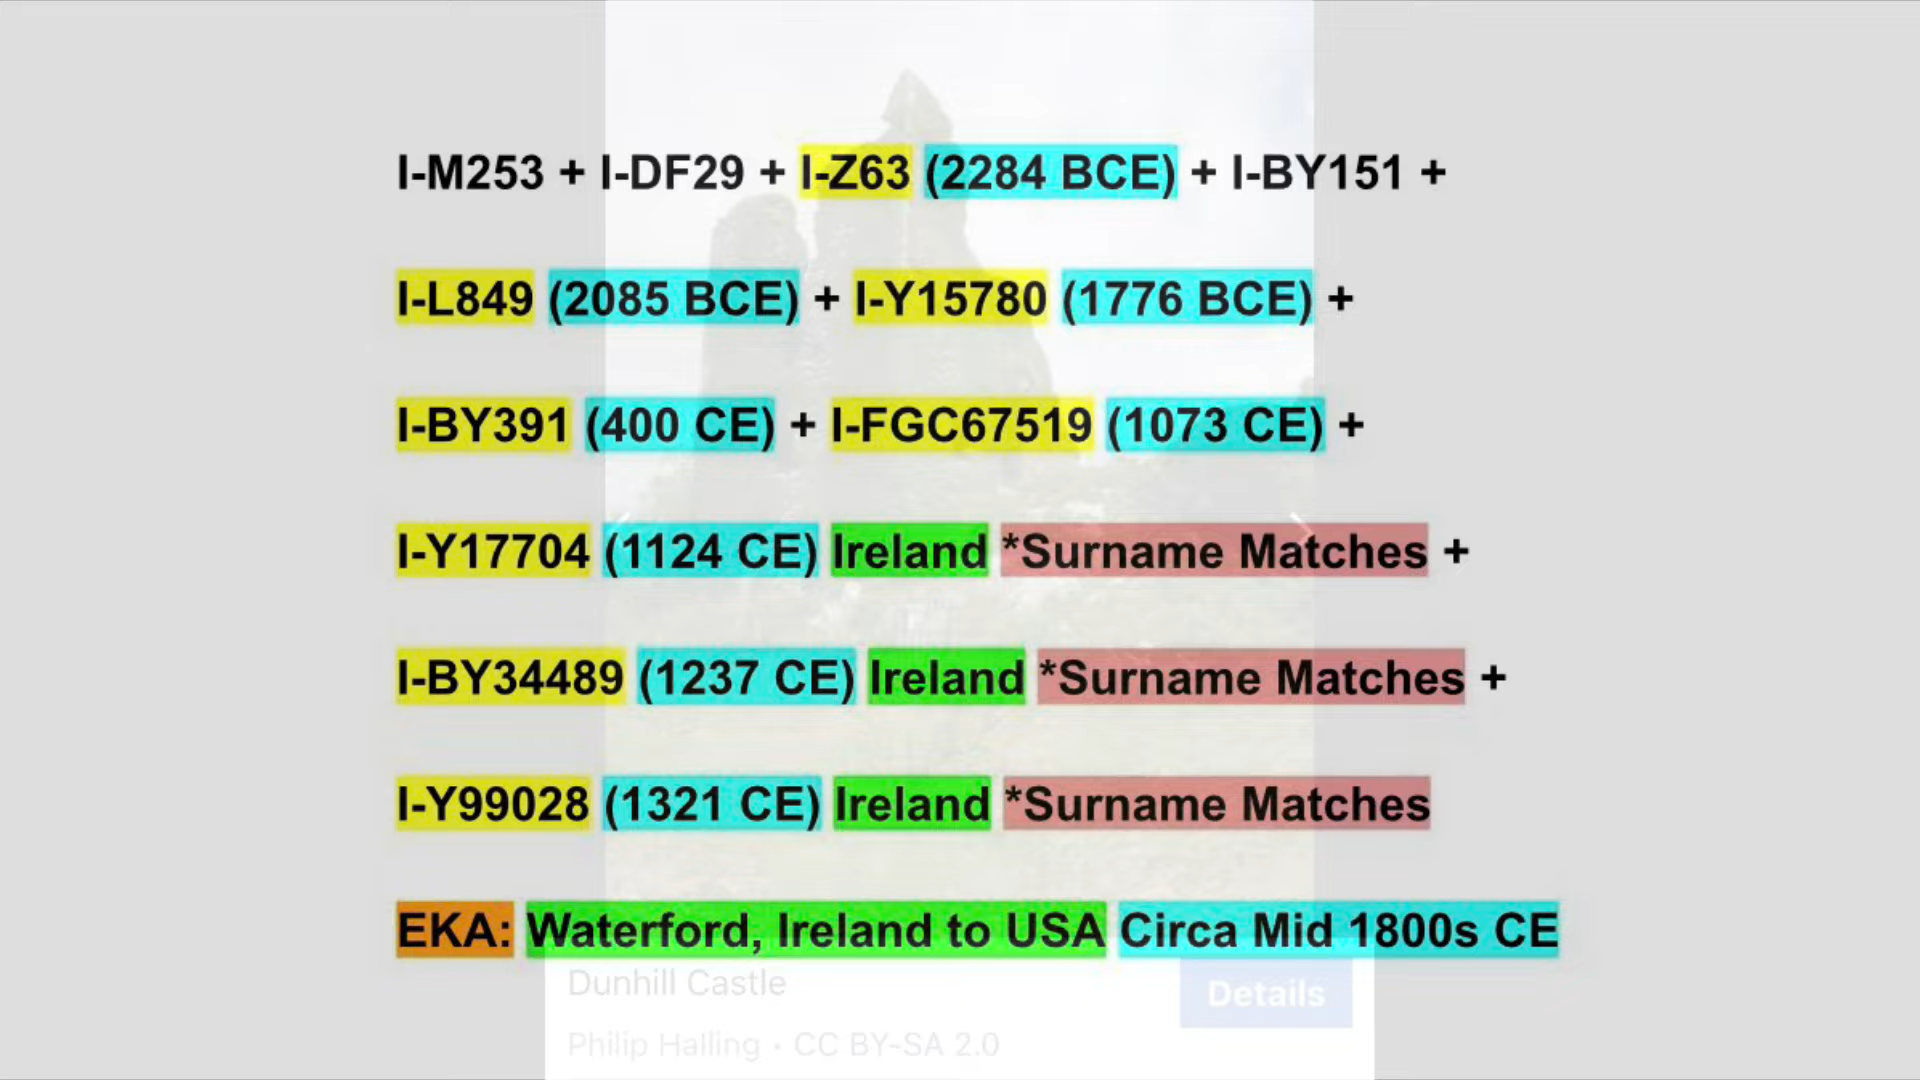 I-M253 + I-DF29 + I-Z63 (2284 BCE) + I-BY151 +
I-L849 (2085 BCE) + I-Y15780 (1776 BCE) +
I-BY391 (400 CE) + I-FGC67519 (1073 CE) +
I-Y17704 (1124 CE) Ireland *Surname Matches +
I-BY34489 (1237 CE) Ireland *Surname Matches +
I-Y99028 (1321 CE) Ireland *Surname Matches
EKA: Waterford, Ireland to USA Circa Mid 1800s CE
Dunhill Castle
Details
Philip Halling • CC BY-SA 2.0